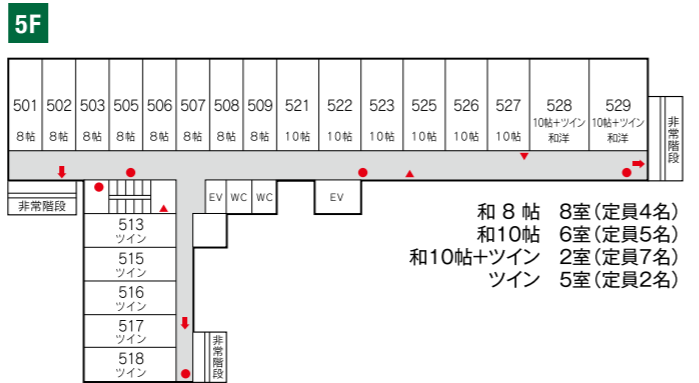 5F
501 502 503 505 506 507 508 509 521 522 523 525 526 527 528 529
8帖 8帖 8帖 8帖 8帖 8帖 8帖 8帖 10帖 10帖 10帖 10帖 10帖 10帖 10帖+ツイン 10帖+ツイン
和洋 和洋
非常階段
非常階段
EV WC WC EV
513
ツイン
515
ツイン
516
ツイン
517
ツイン
518
ツイン
非常階段
和 8 帖 8室(定員4名)
和10帖 6室(定員5名)
和10帖+ツイン 2室(定員7名)
ツイン 5室(定員2名)